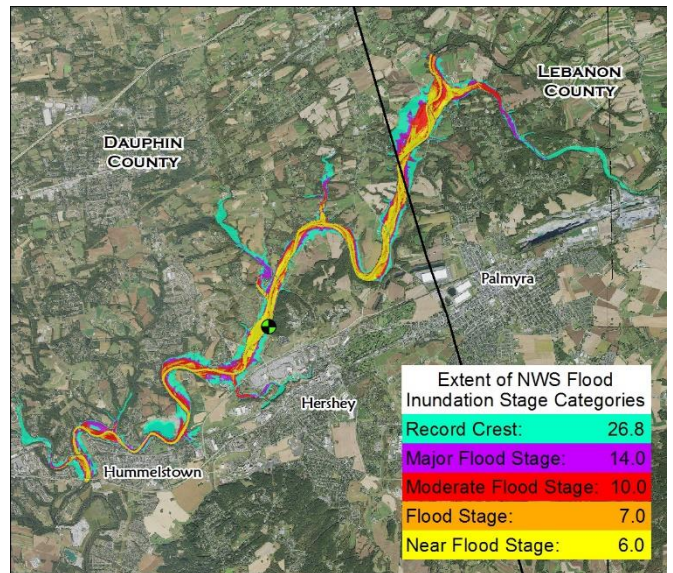 LEBANON
COUNTY
DAUPHIN
COUNTY
Palmyra
Hershey
Hummelstown
Extent of NWS Flood
Inundation Stage Categories
Record Crest: 26.8
Major Flood Stage: 14.0
Moderate Flood Stage: 10.0
Flood Stage: 7.0
Near Flood Stage: 6.0